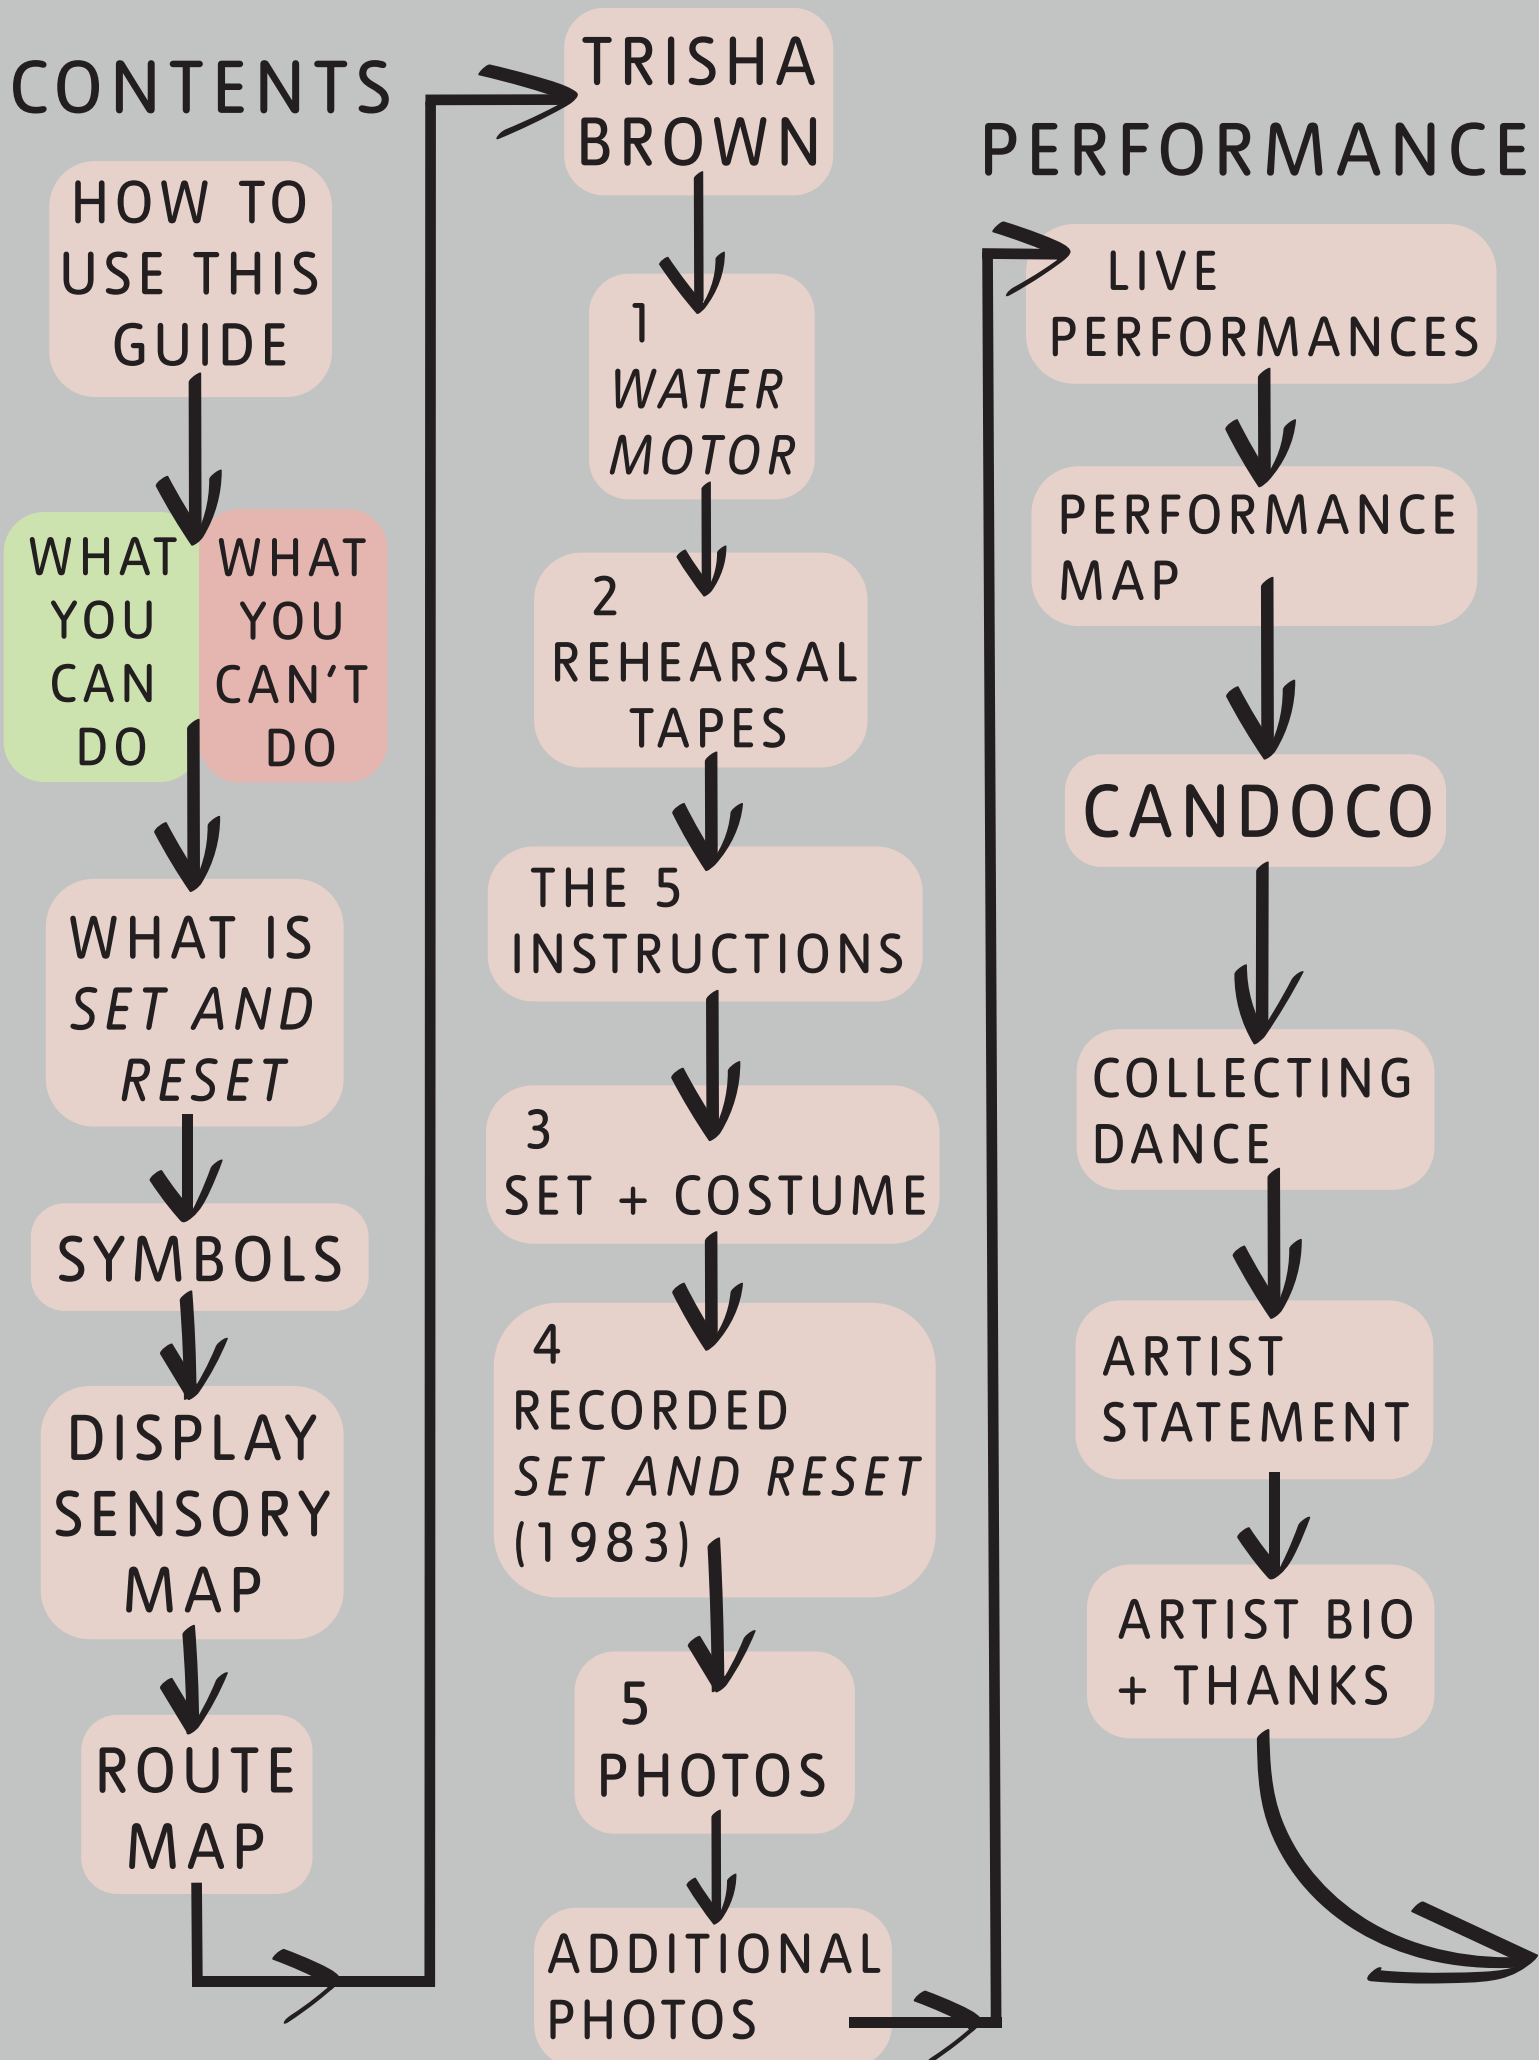 CONTENTS
HOW TO
USE THIS
GUIDE
WHAT
YOU
CAN
DO
WHAT
YOU
CAN'T
DO
WHAT IS
SET AND
RESET
SYMBOLS
DISPLAY
SENSORY
MAP
ROUTE
MAP
TRISHA
BROWN
1
WATER
MOTOR
2
REHEARSAL
TAPES
THE 5
INSTRUCTIONS
3
SET + COSTUME
4
RECORDED
SET AND RESET
(1983)
5
PHOTOS
ADDITIONAL
PHOTOS
PERFORMANCE
LIVE
PERFORMANCES
PERFORMANCE
MAP
CANDOCO
COLLECTING
DANCE
ARTIST
STATEMENT
ARTIST BIO
+ THANKS